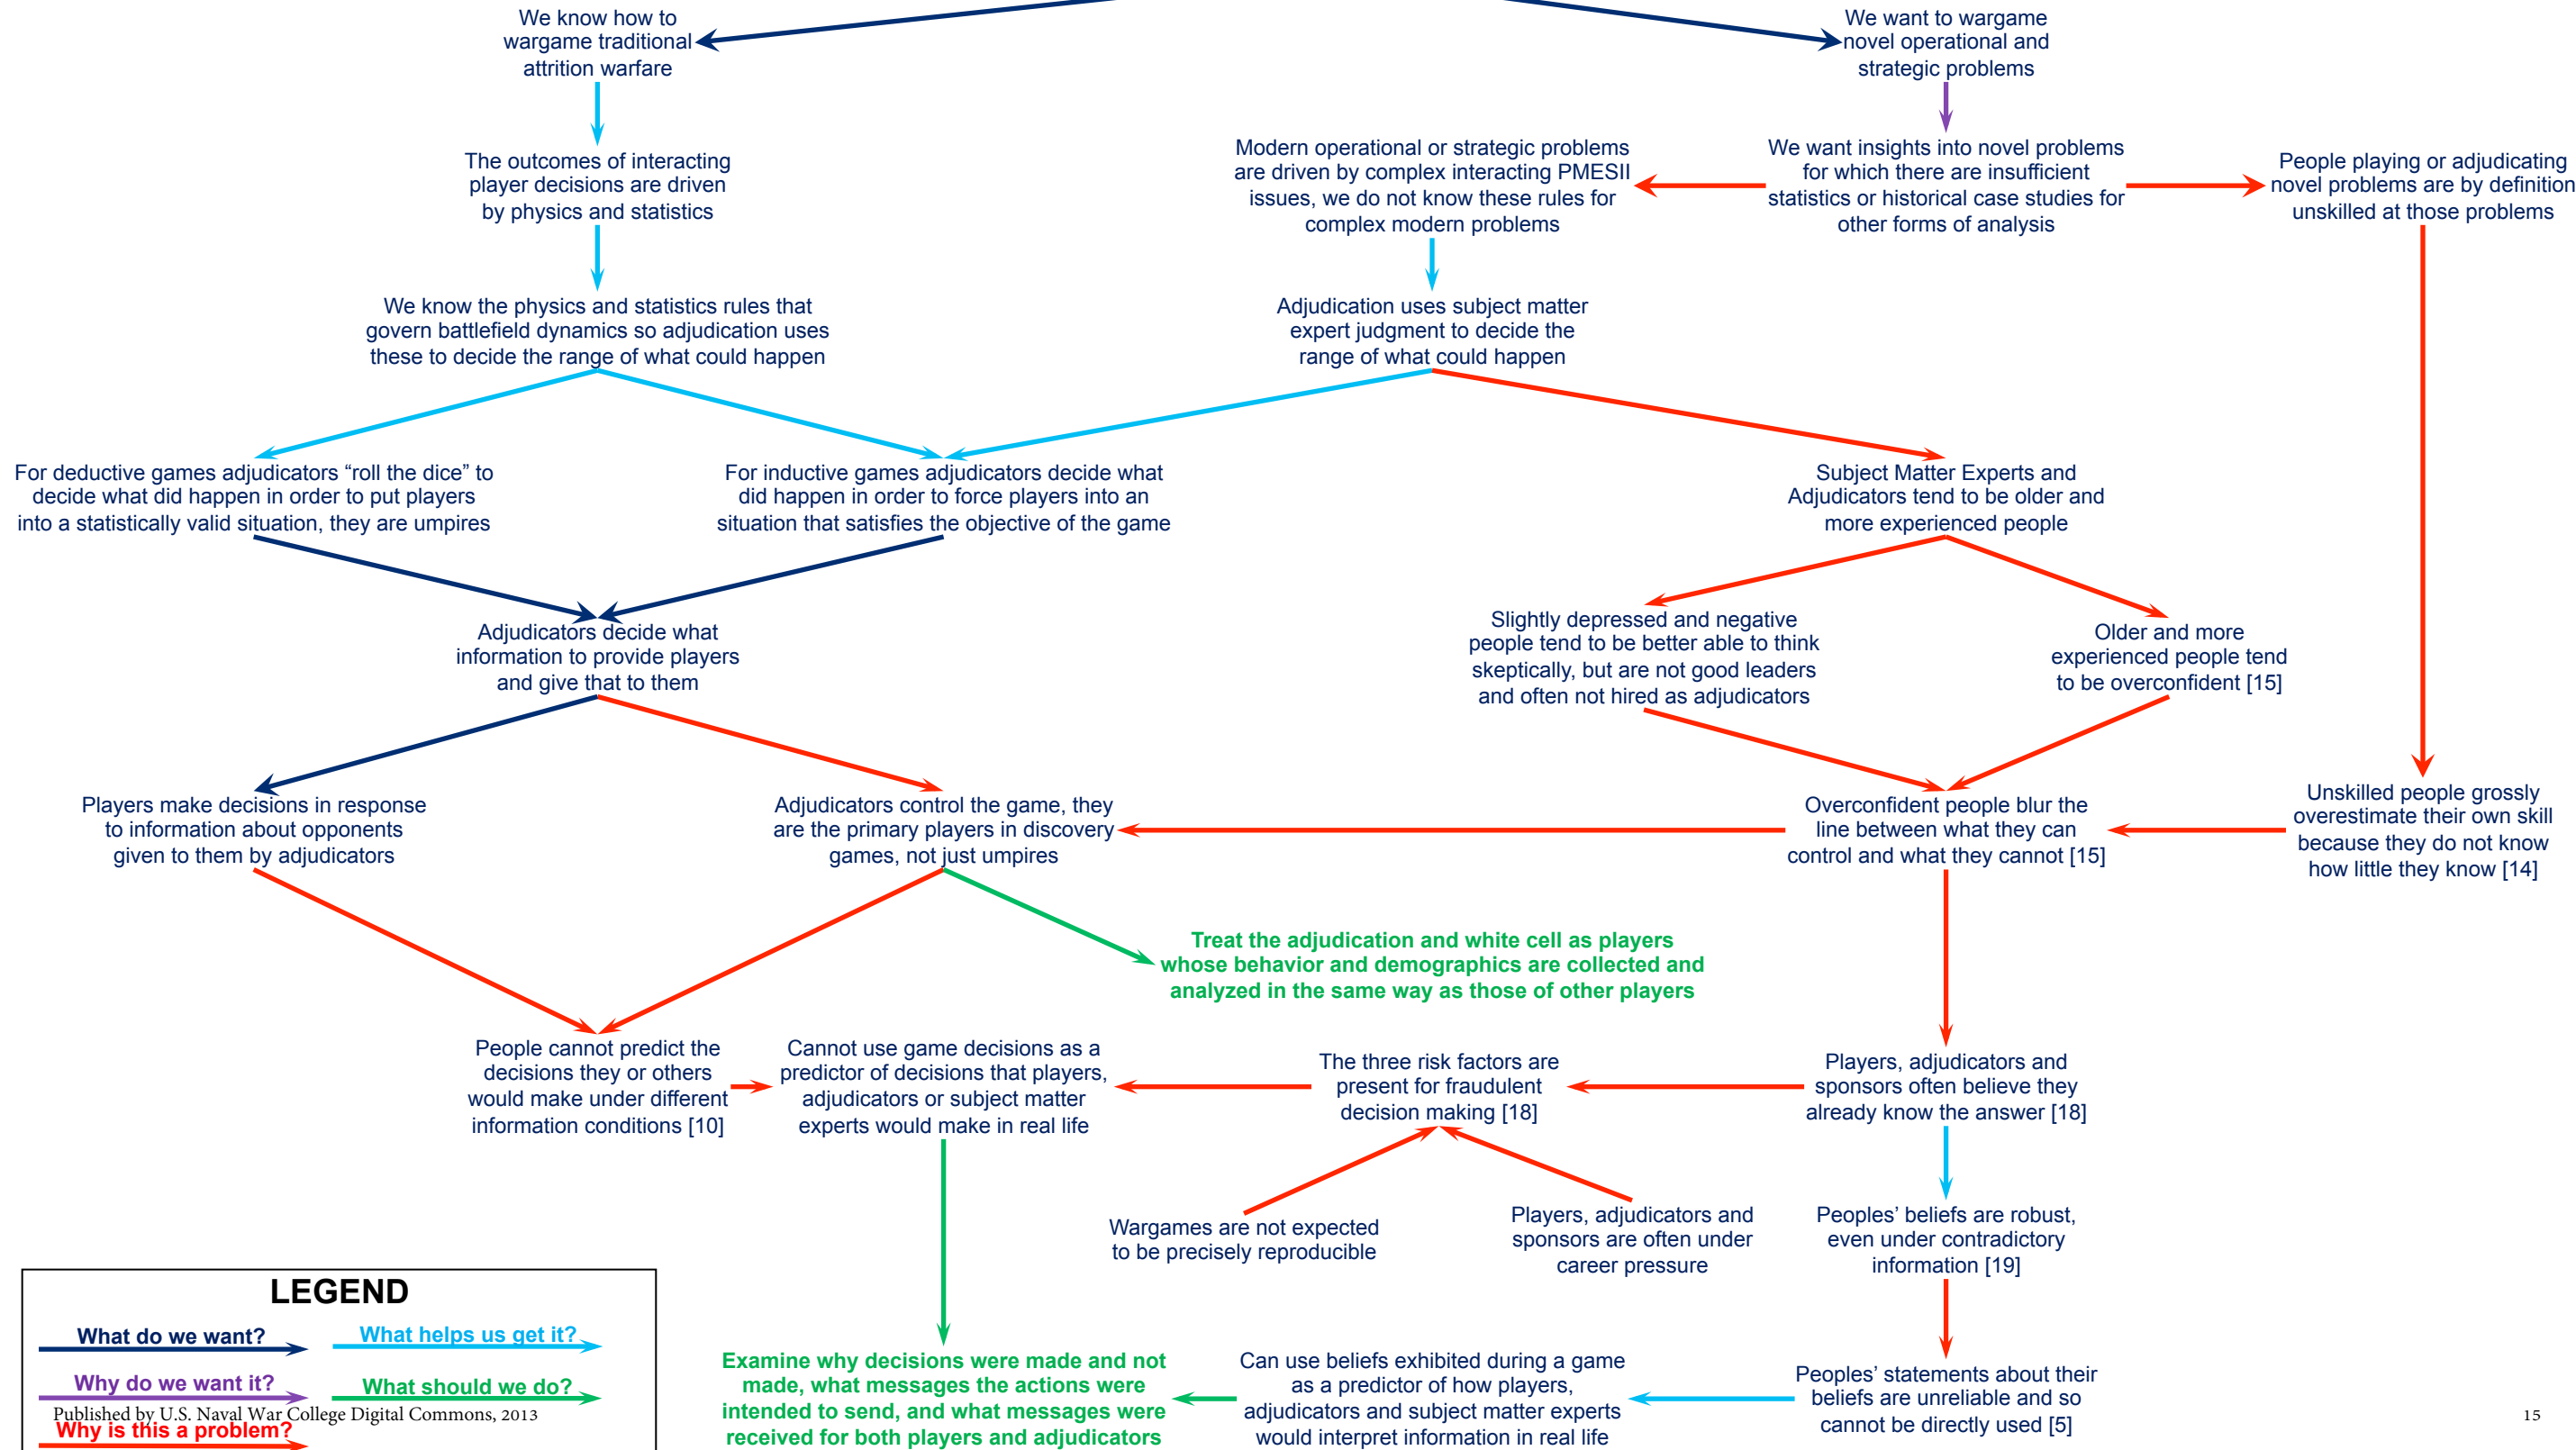 We know how to
wargame traditional
attrition warfare
We want to wargame
novel operational and
strategic problems
The outcomes of interacting
player decisions are driven
by physics and statistics
Modern operational or strategic problems
are driven by complex interacting PMESII
issues, we do not know these rules for
complex modern problems
We want insights into novel problems
for which there are insufficient
statistics or historical case studies for
other forms of analysis
People playing or adjudicating
novel problems are by definition
unskilled at those problems
We know the physics and statistics rules that
govern battlefield dynamics so adjudication uses
these to decide the range of what could happen
Adjudication uses subject matter
expert judgment to decide the
range of what could happen
For deductive games adjudicators “roll the dice” to
decide what did happen in order to put players
into a statistically valid situation, they are umpires
For inductive games adjudicators decide what
did happen in order to force players into an
situation that satisfies the objective of the game
Subject Matter Experts and
Adjudicators tend to be older and
more experienced people
Adjudicators decide what
information to provide players
and give that to them
Slightly depressed and negative
people tend to be better able to think
skeptically, but are not good leaders
and often not hired as adjudicators
Older and more
experienced people tend
to be overconfident [15]
Players make decisions in response
to information about opponents
given to them by adjudicators
Adjudicators control the game, they
are the primary players in discovery
games, not just umpires
Overconfident people blur the
line between what they can
control and what they cannot [15]
Unskilled people grossly
overestimate their own skill
because they do not know
how little they know [14]
Treat the adjudication and white cell as players
whose behavior and demographics are collected and
analyzed in the same way as those of other players
People cannot predict the
decisions they or others
would make under different
information conditions [10]
Cannot use game decisions as a
predictor of decisions that players,
adjudicators or subject matter
experts would make in real life
The three risk factors are
present for fraudulent
decision making [18]
Players, adjudicators and
sponsors often believe they
already know the answer [18]
Wargames are not expected
to be precisely reproducible
Players, adjudicators and
sponsors are often under
career pressure
Peoples’ beliefs are robust,
even under contradictory
information [19]
Examine why decisions were made and not
made, what messages the actions were
intended to send, and what messages were
received for both players and adjudicators
Can use beliefs exhibited during a game
as a predictor of how players,
adjudicators and subject matter experts
would interpret information in real life
Peoples’ statements about their
beliefs are unreliable and so
cannot be directly used [5]
LEGEND
What do we want?
What helps us get it?
Why do we want it?
What should we do?
Published by U.S. Naval War College Digital Commons, 2013
Why is this a problem?
15